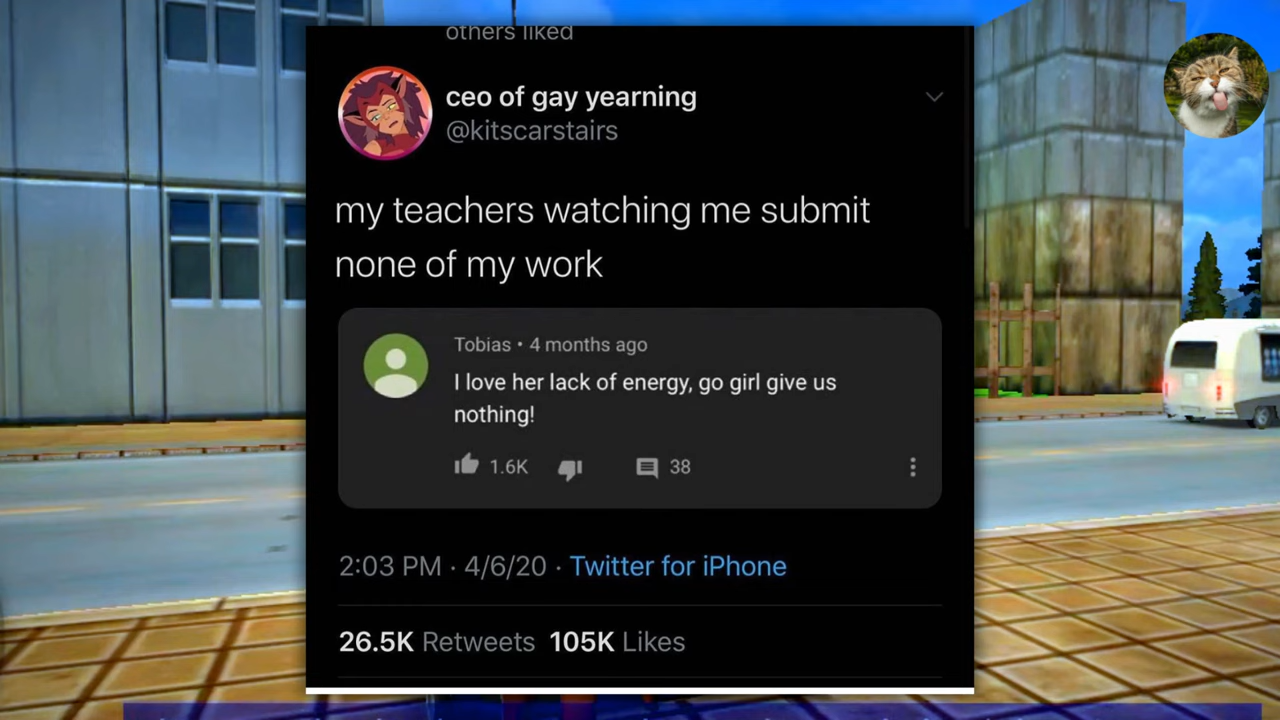 others liked
ceo of gay yearning
@kitscarstairs
my teachers watching me submit
none of my work
Tobias • 4 months ago
I love her lack of energy, go girl give us
nothing!
1.6K 38
2:03 PM · 4/6/20 · Twitter for iPhone
26.5K Retweets 105K Likes